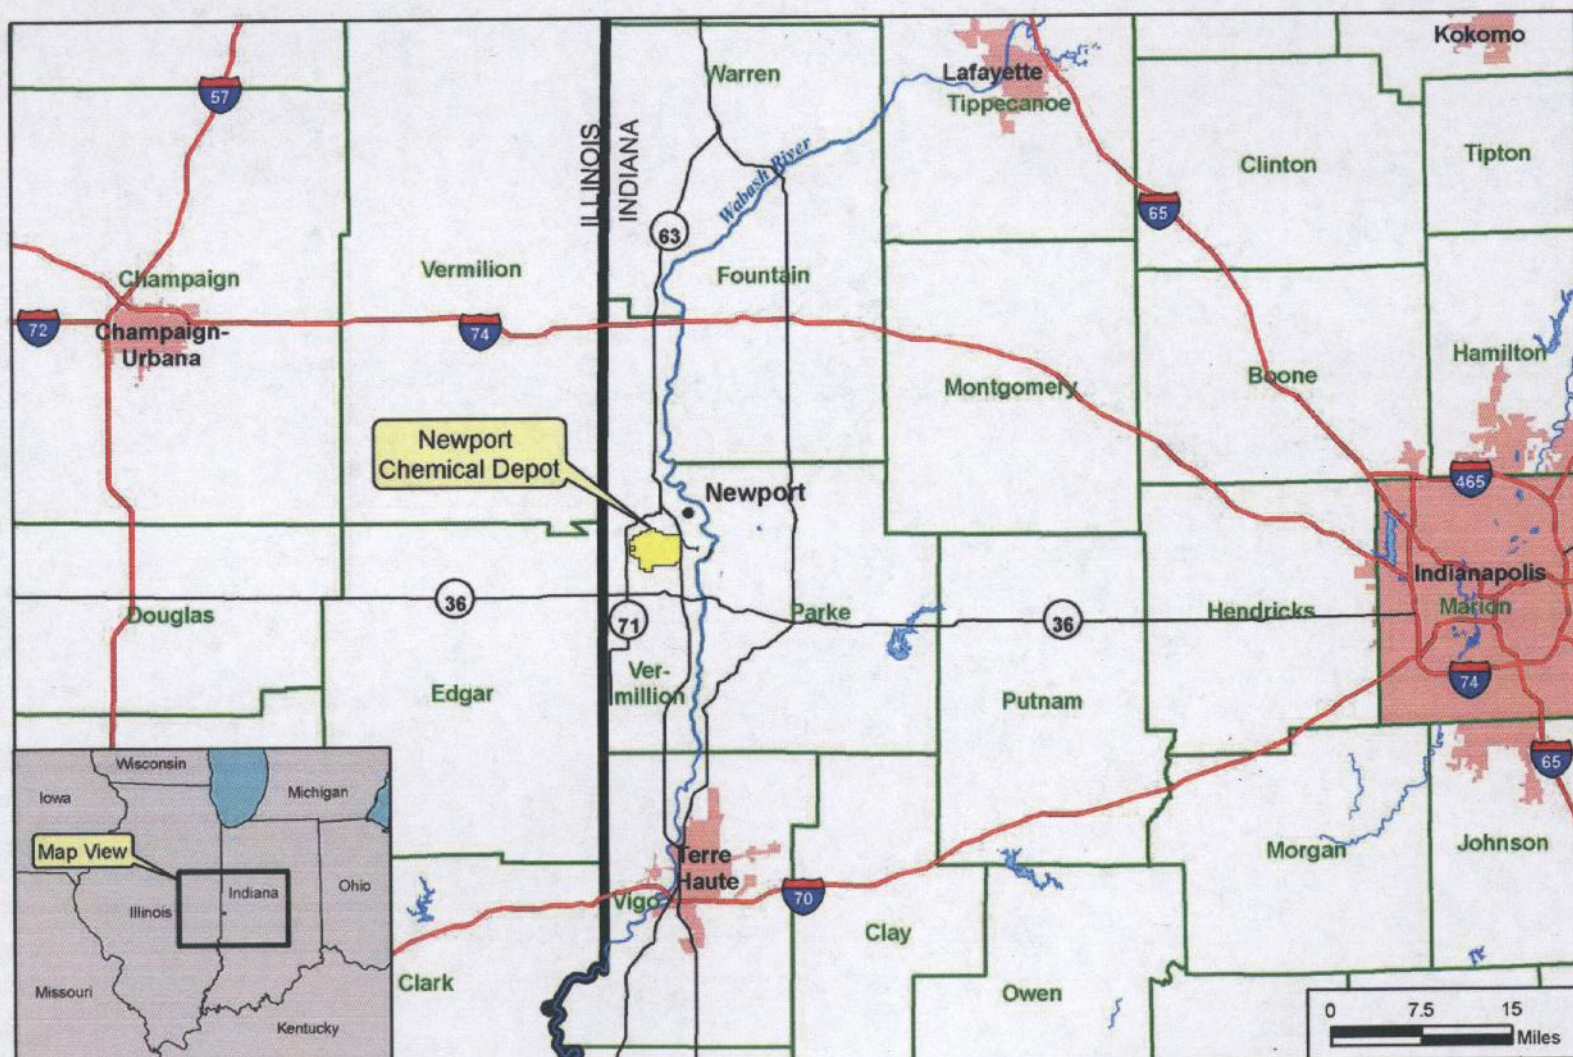 Kokomo
57
Warren
Lafayette
Tippecanoe
ILLINOIS
INDIANA
Wabash River
Clinton
Tipton
65
63
Champaign
Vermilion
Fountain
72
Champaign-
Urbana
74
Hamilton
Montgomery
Boone
Newport
Chemical Depot
Newport
465
Indianapolis
Marion
Douglas
36
71
Parke
36
Hendricks
Ver-
million
Edgar
Putnam
74
65
Wisconsin
Iowa
Michigan
Map View
Indiana
Ohio
Illinois
Missouri
Kentucky
Terre
Haute
Vigo
70
Morgan
Johnson
Clay
Clark
Owen
0 7.5 15
Miles